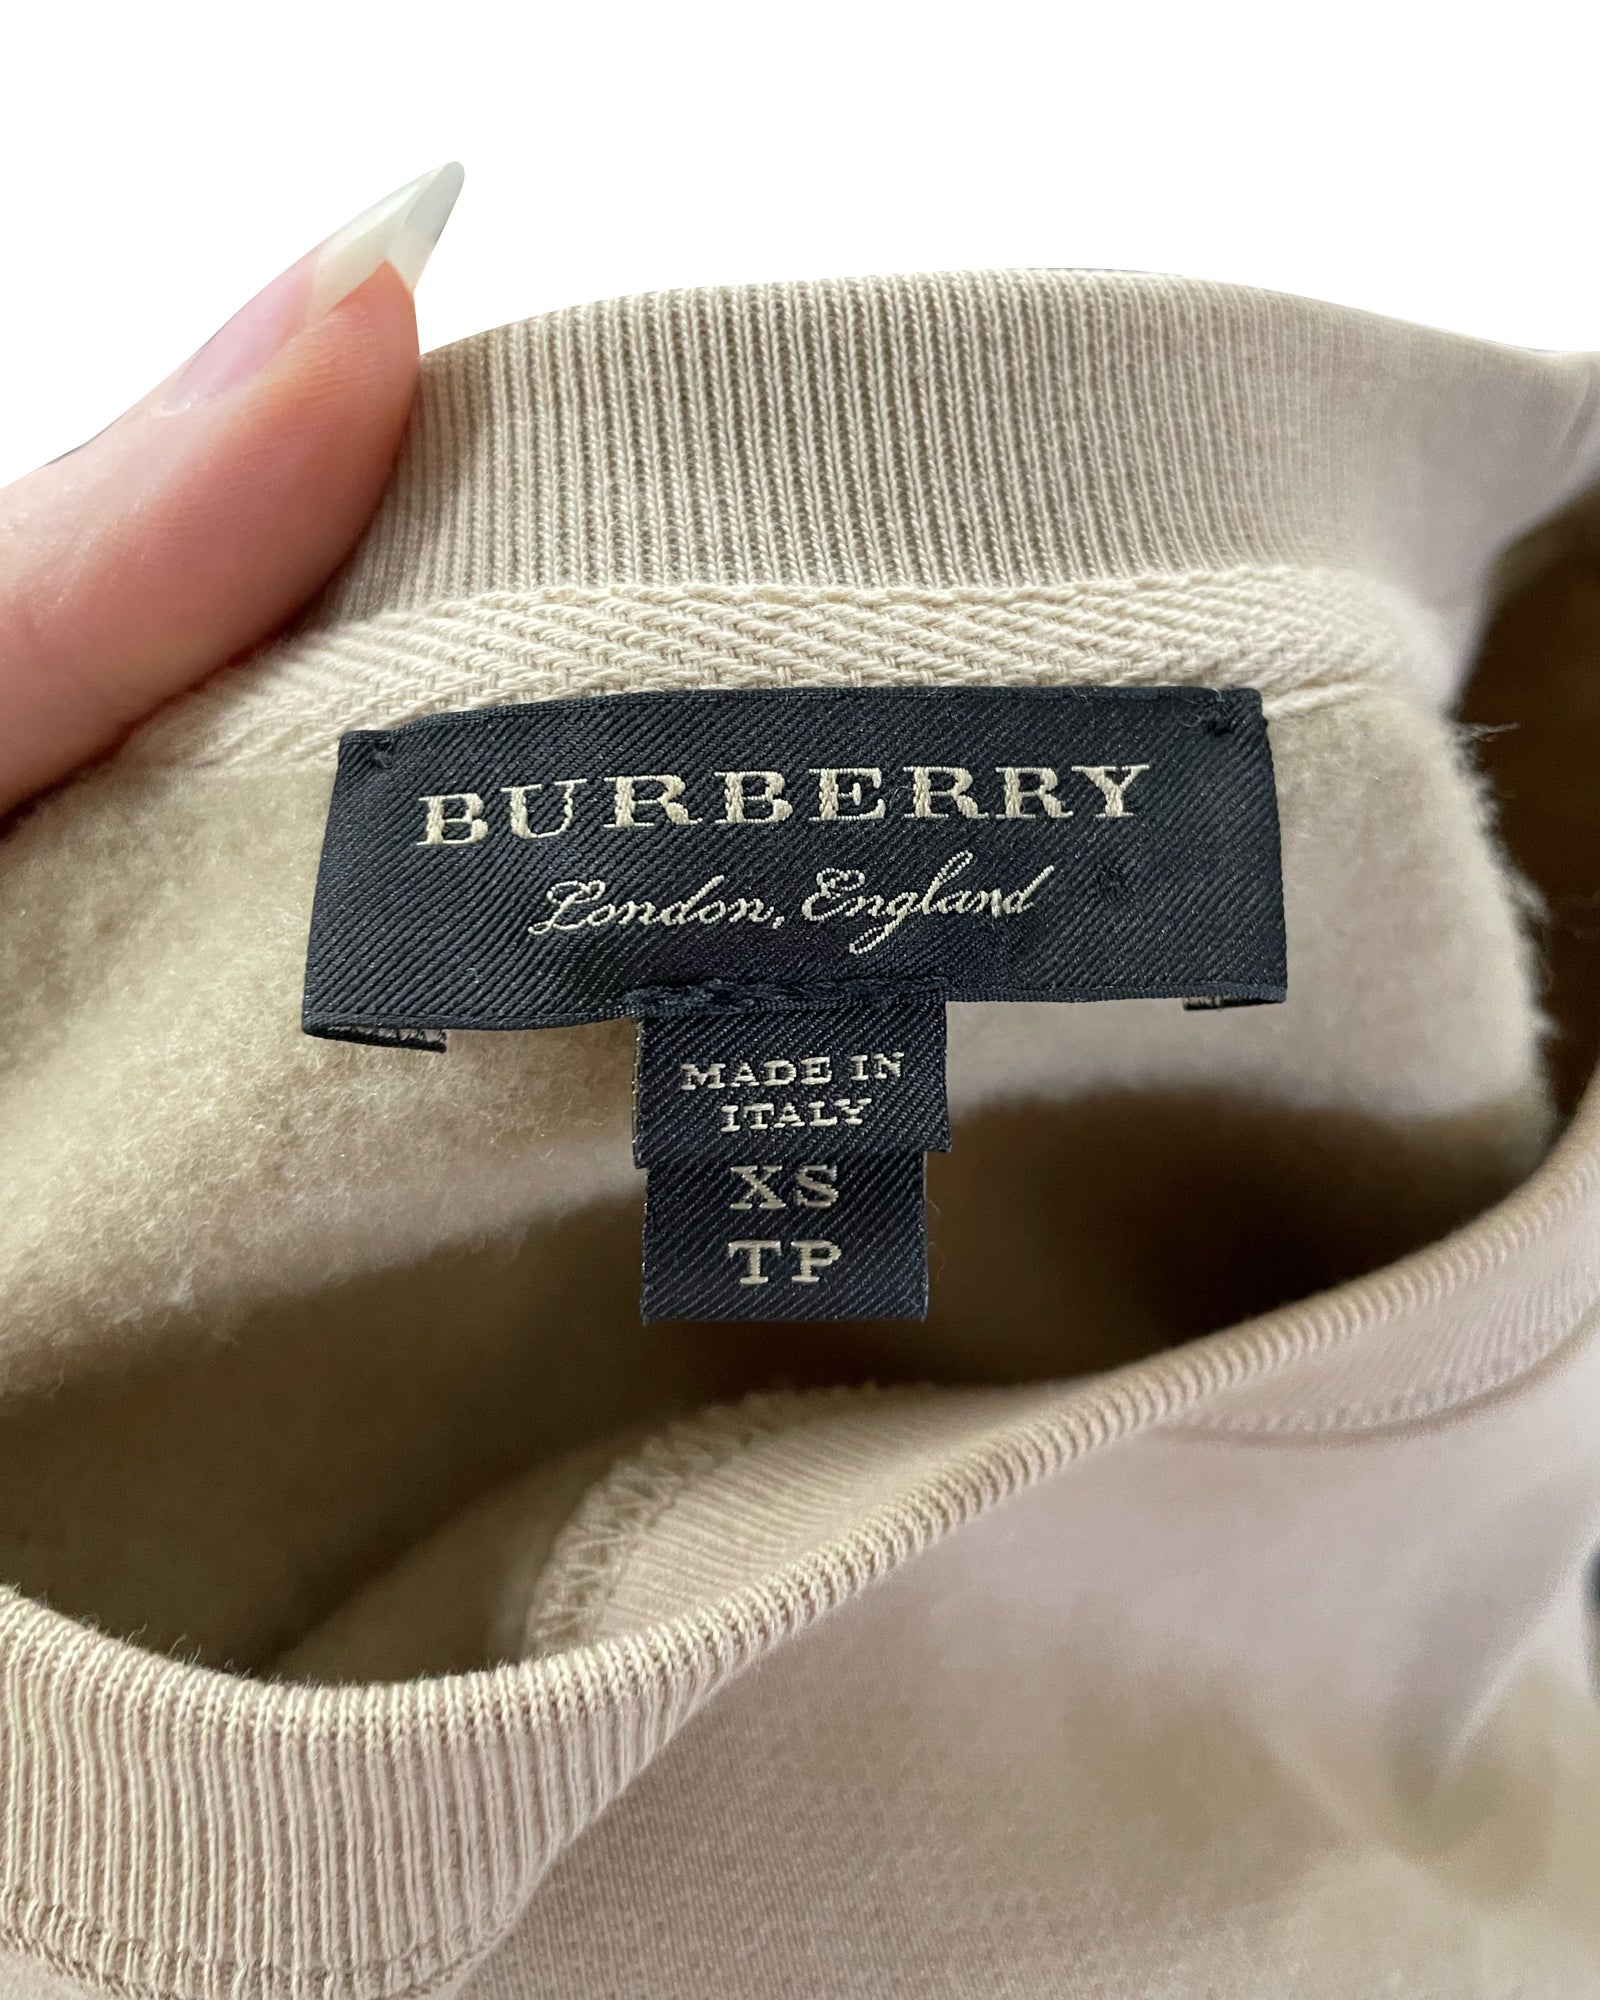 BURBERRY
London, England
MADE IN
ITALY
XS
TP